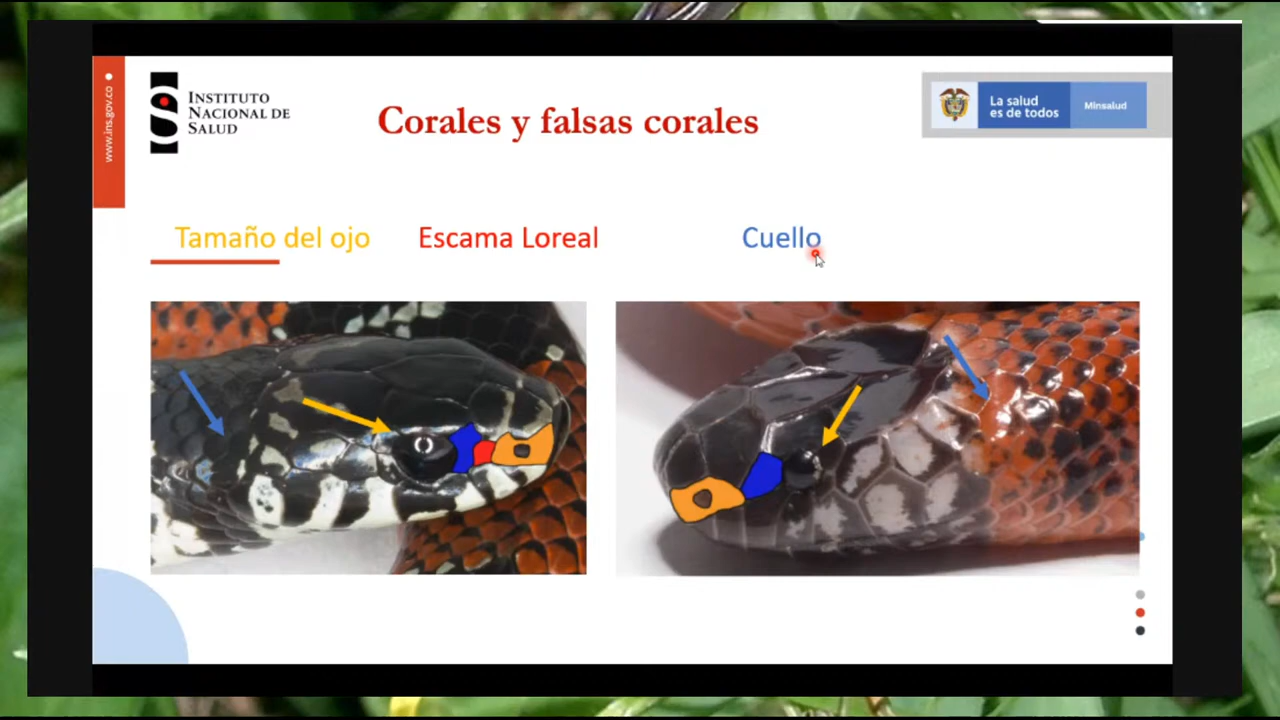 www.ins.gov.co
INSTITUTO
NACIONAL DE
SALUD
Corales y falsas corales
La salud
es de todos
Minsalud
Tamaño del ojo
Escama Loreal
Cuello